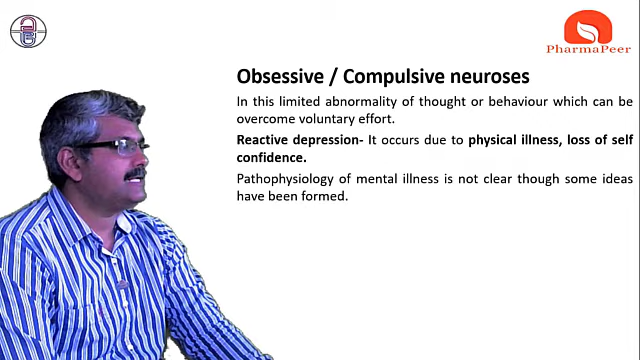 PharmaPeer
Obsessive / Compulsive neuroses
In this limited abnormality of thought or behaviour which can be
overcome voluntary effort.
Reactive depression- It occurs due to physical illness, loss of self
confidence.
Pathophysiology of mental illness is not clear though some ideas
have been formed.